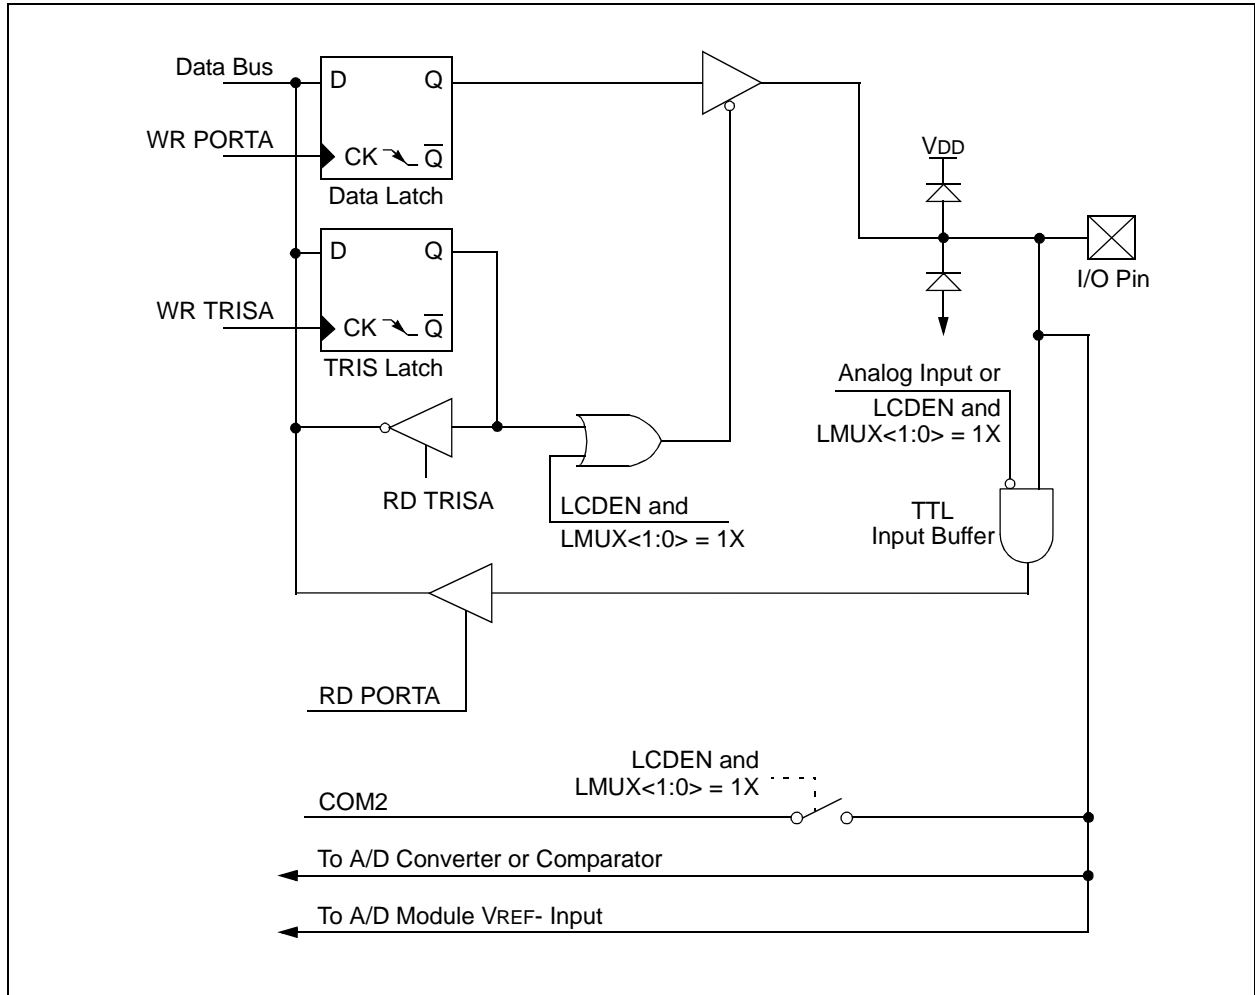 Data Bus
D Q
WR PORTA
CK Q̅
Data Latch
VDD
D Q
I/O Pin
WR TRISA
CK Q̅
TRIS Latch
Analog Input or
LCDEN and
LMUX<1:0> = 1X
RD TRISA
LCDEN and
LMUX<1:0> = 1X
TTL
Input Buffer
RD PORTA
LCDEN and
LMUX<1:0> = 1X
COM2
To A/D Converter or Comparator
To A/D Module VREF- Input